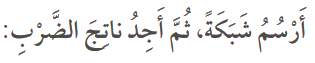 أَرْسُمُ شَبَكَةً، ثُمَّ أَجِدُ ناتِجَ الضَّرْبِ: